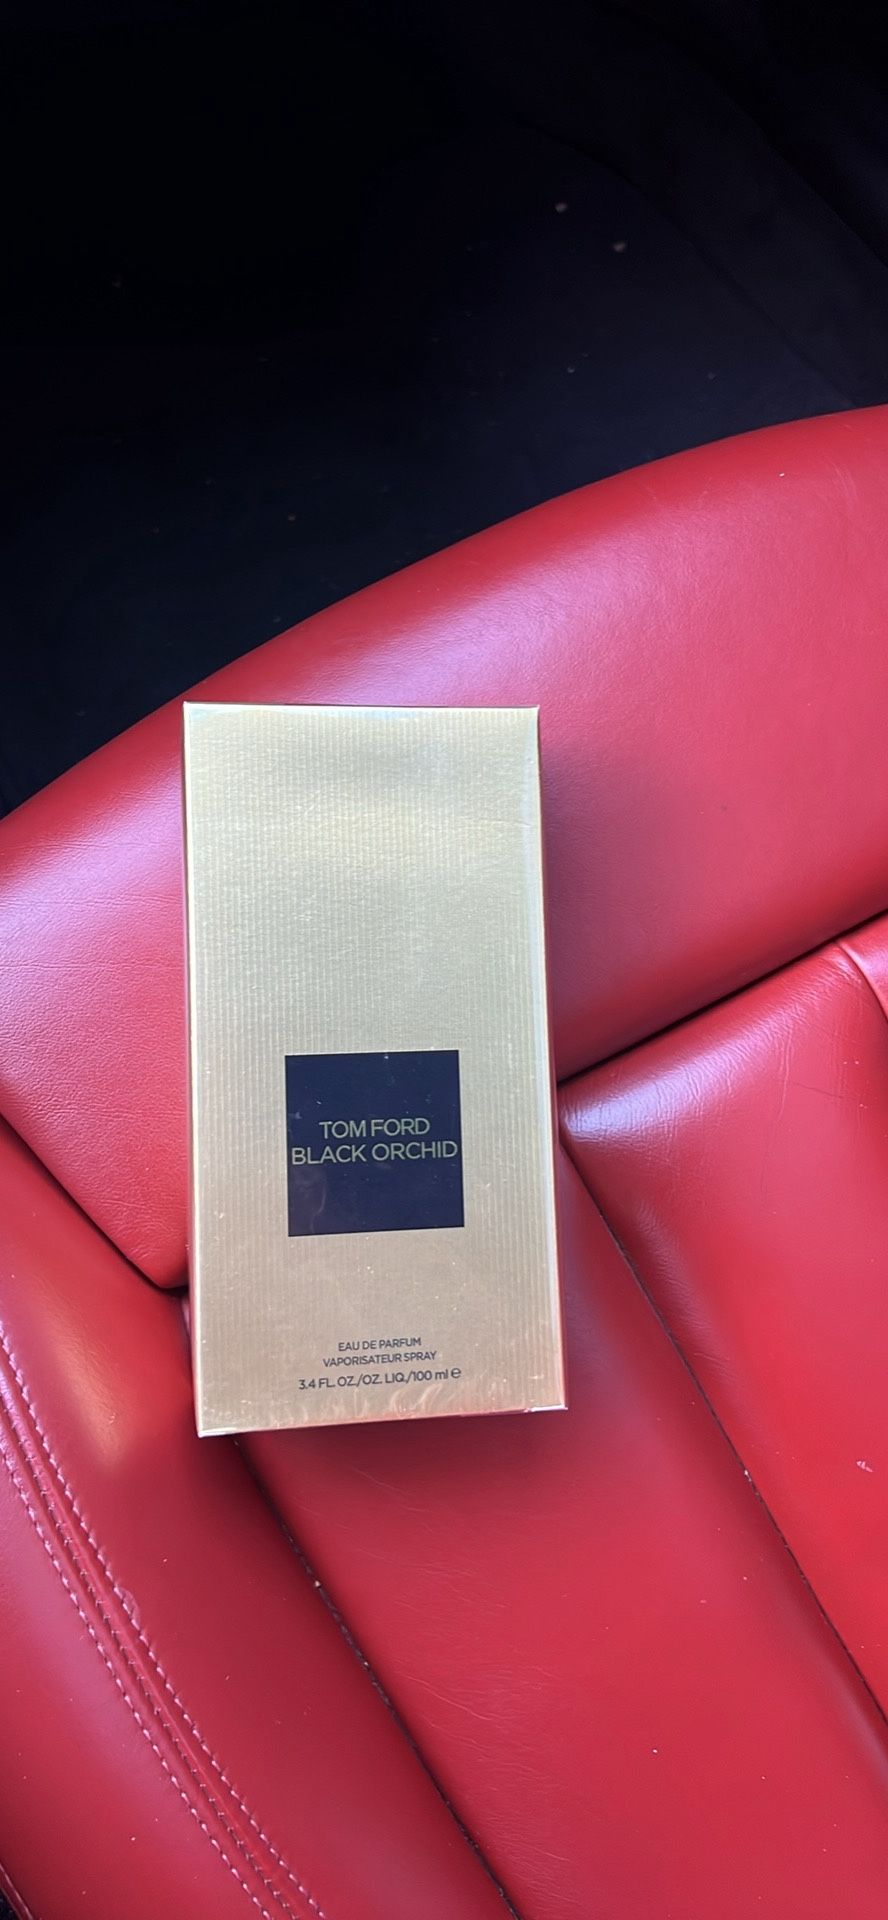 TOM FORD
BLACK ORCHID
EAU DE PARFUM
VAPORISATEUR SPRAY
3.4 FL. OZ./OZ. LIQ./100 ml ℮